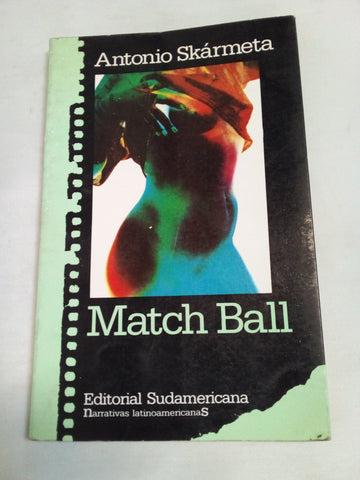 Antonio Skármeta
Match Ball
Editorial Sudamericana
narrativas latinoamericanaS